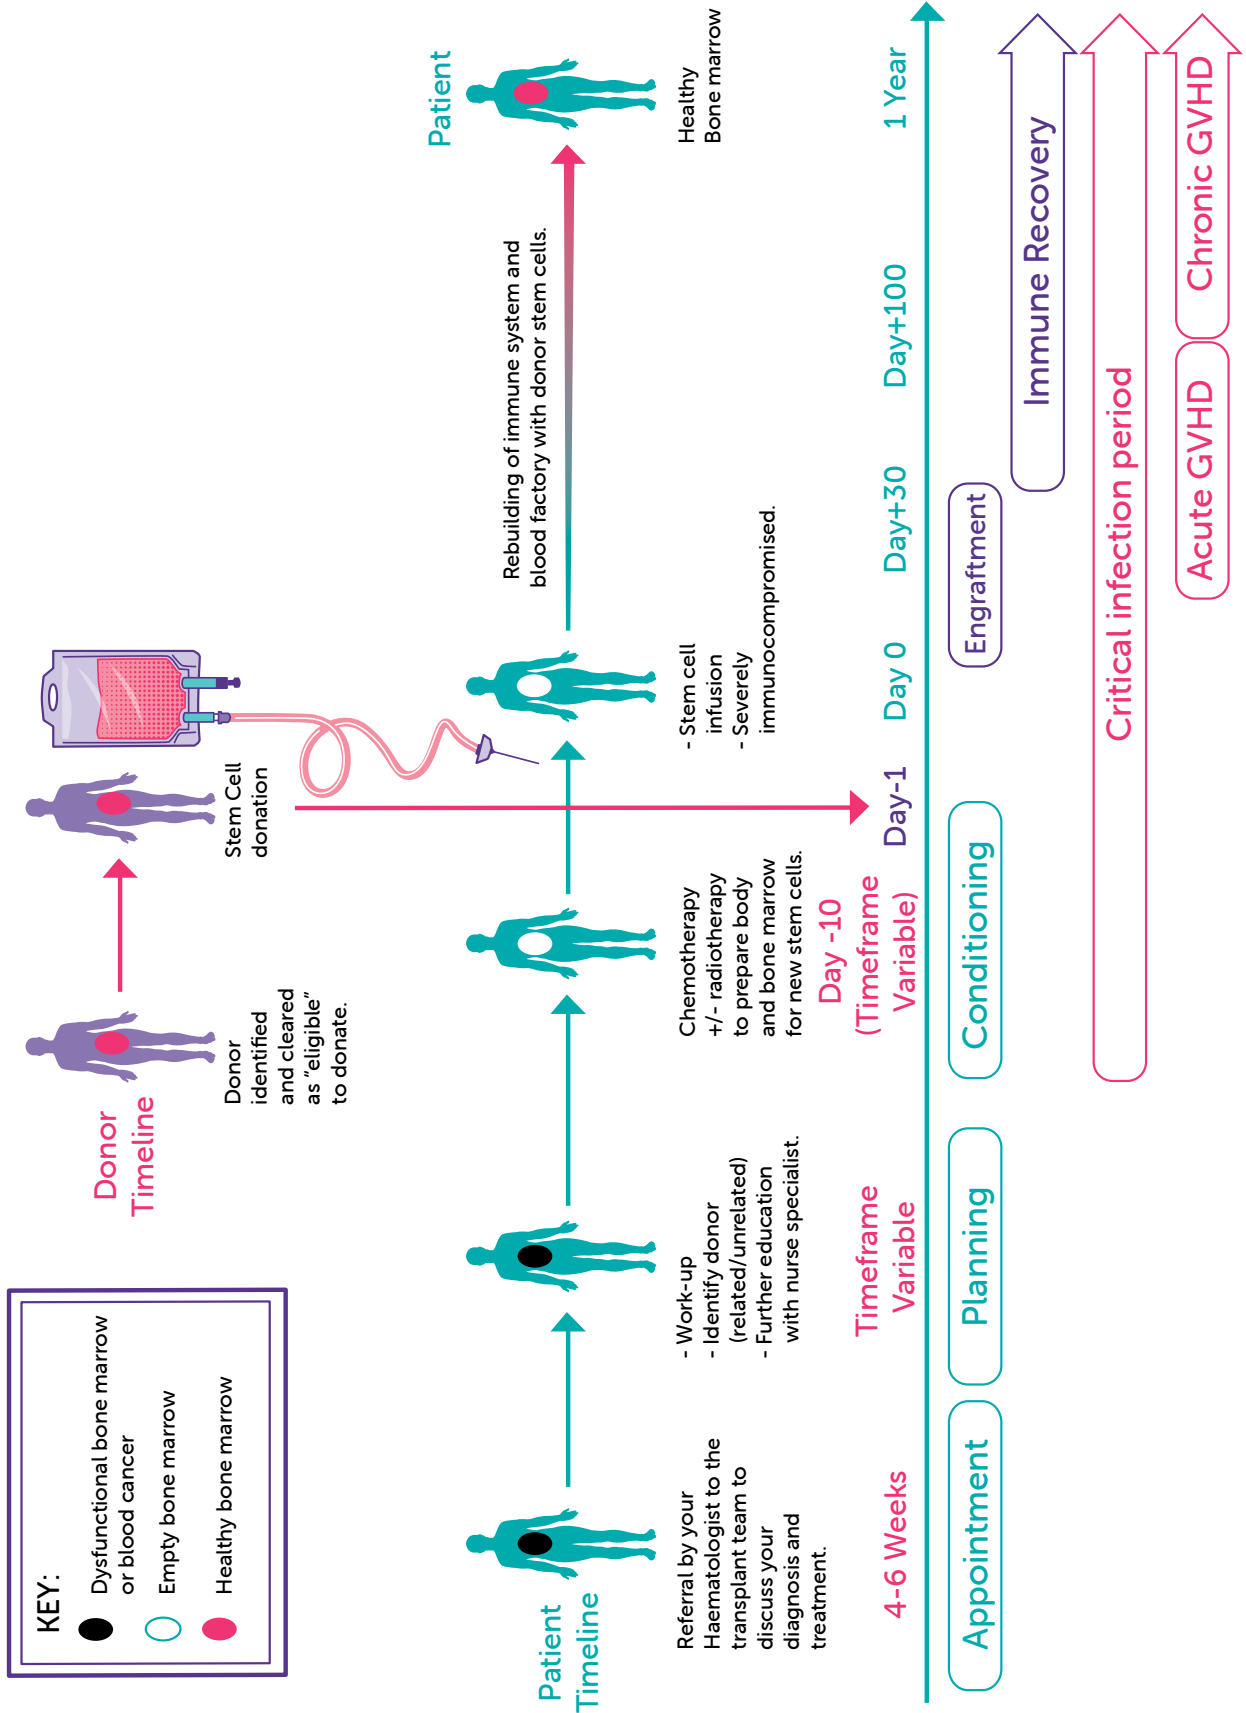 KEY:
Dysfunctional bone marrow
or blood cancer
Empty bone marrow
Healthy bone marrow
Donor
Timeline
Donor
identified
and cleared
as "eligible"
to donate.
Stem Cell
donation
Patient
Timeline
Patient
Referral by your
Haematologist to the
transplant team to
discuss your
diagnosis and
treatment.
- Work-up
- Identify donor
(related/unrelated)
- Further education
with nurse specialist.
Chemotherapy
+/- radiotherapy
to prepare body
and bone marrow
for new stem cells.
- Stem cell
infusion
- Severely
immunocompromised.
Rebuilding of immune system and
blood factory with donor stem cells.
Healthy
Bone marrow
4-6 Weeks
Timeframe
Variable
Day -10
(Timeframe
Variable)
Day-1
Day 0
Day+30
Day+100
1 Year
Appointment
Planning
Conditioning
Engraftment
Immune Recovery
Critical infection period
Acute GVHD
Chronic GVHD